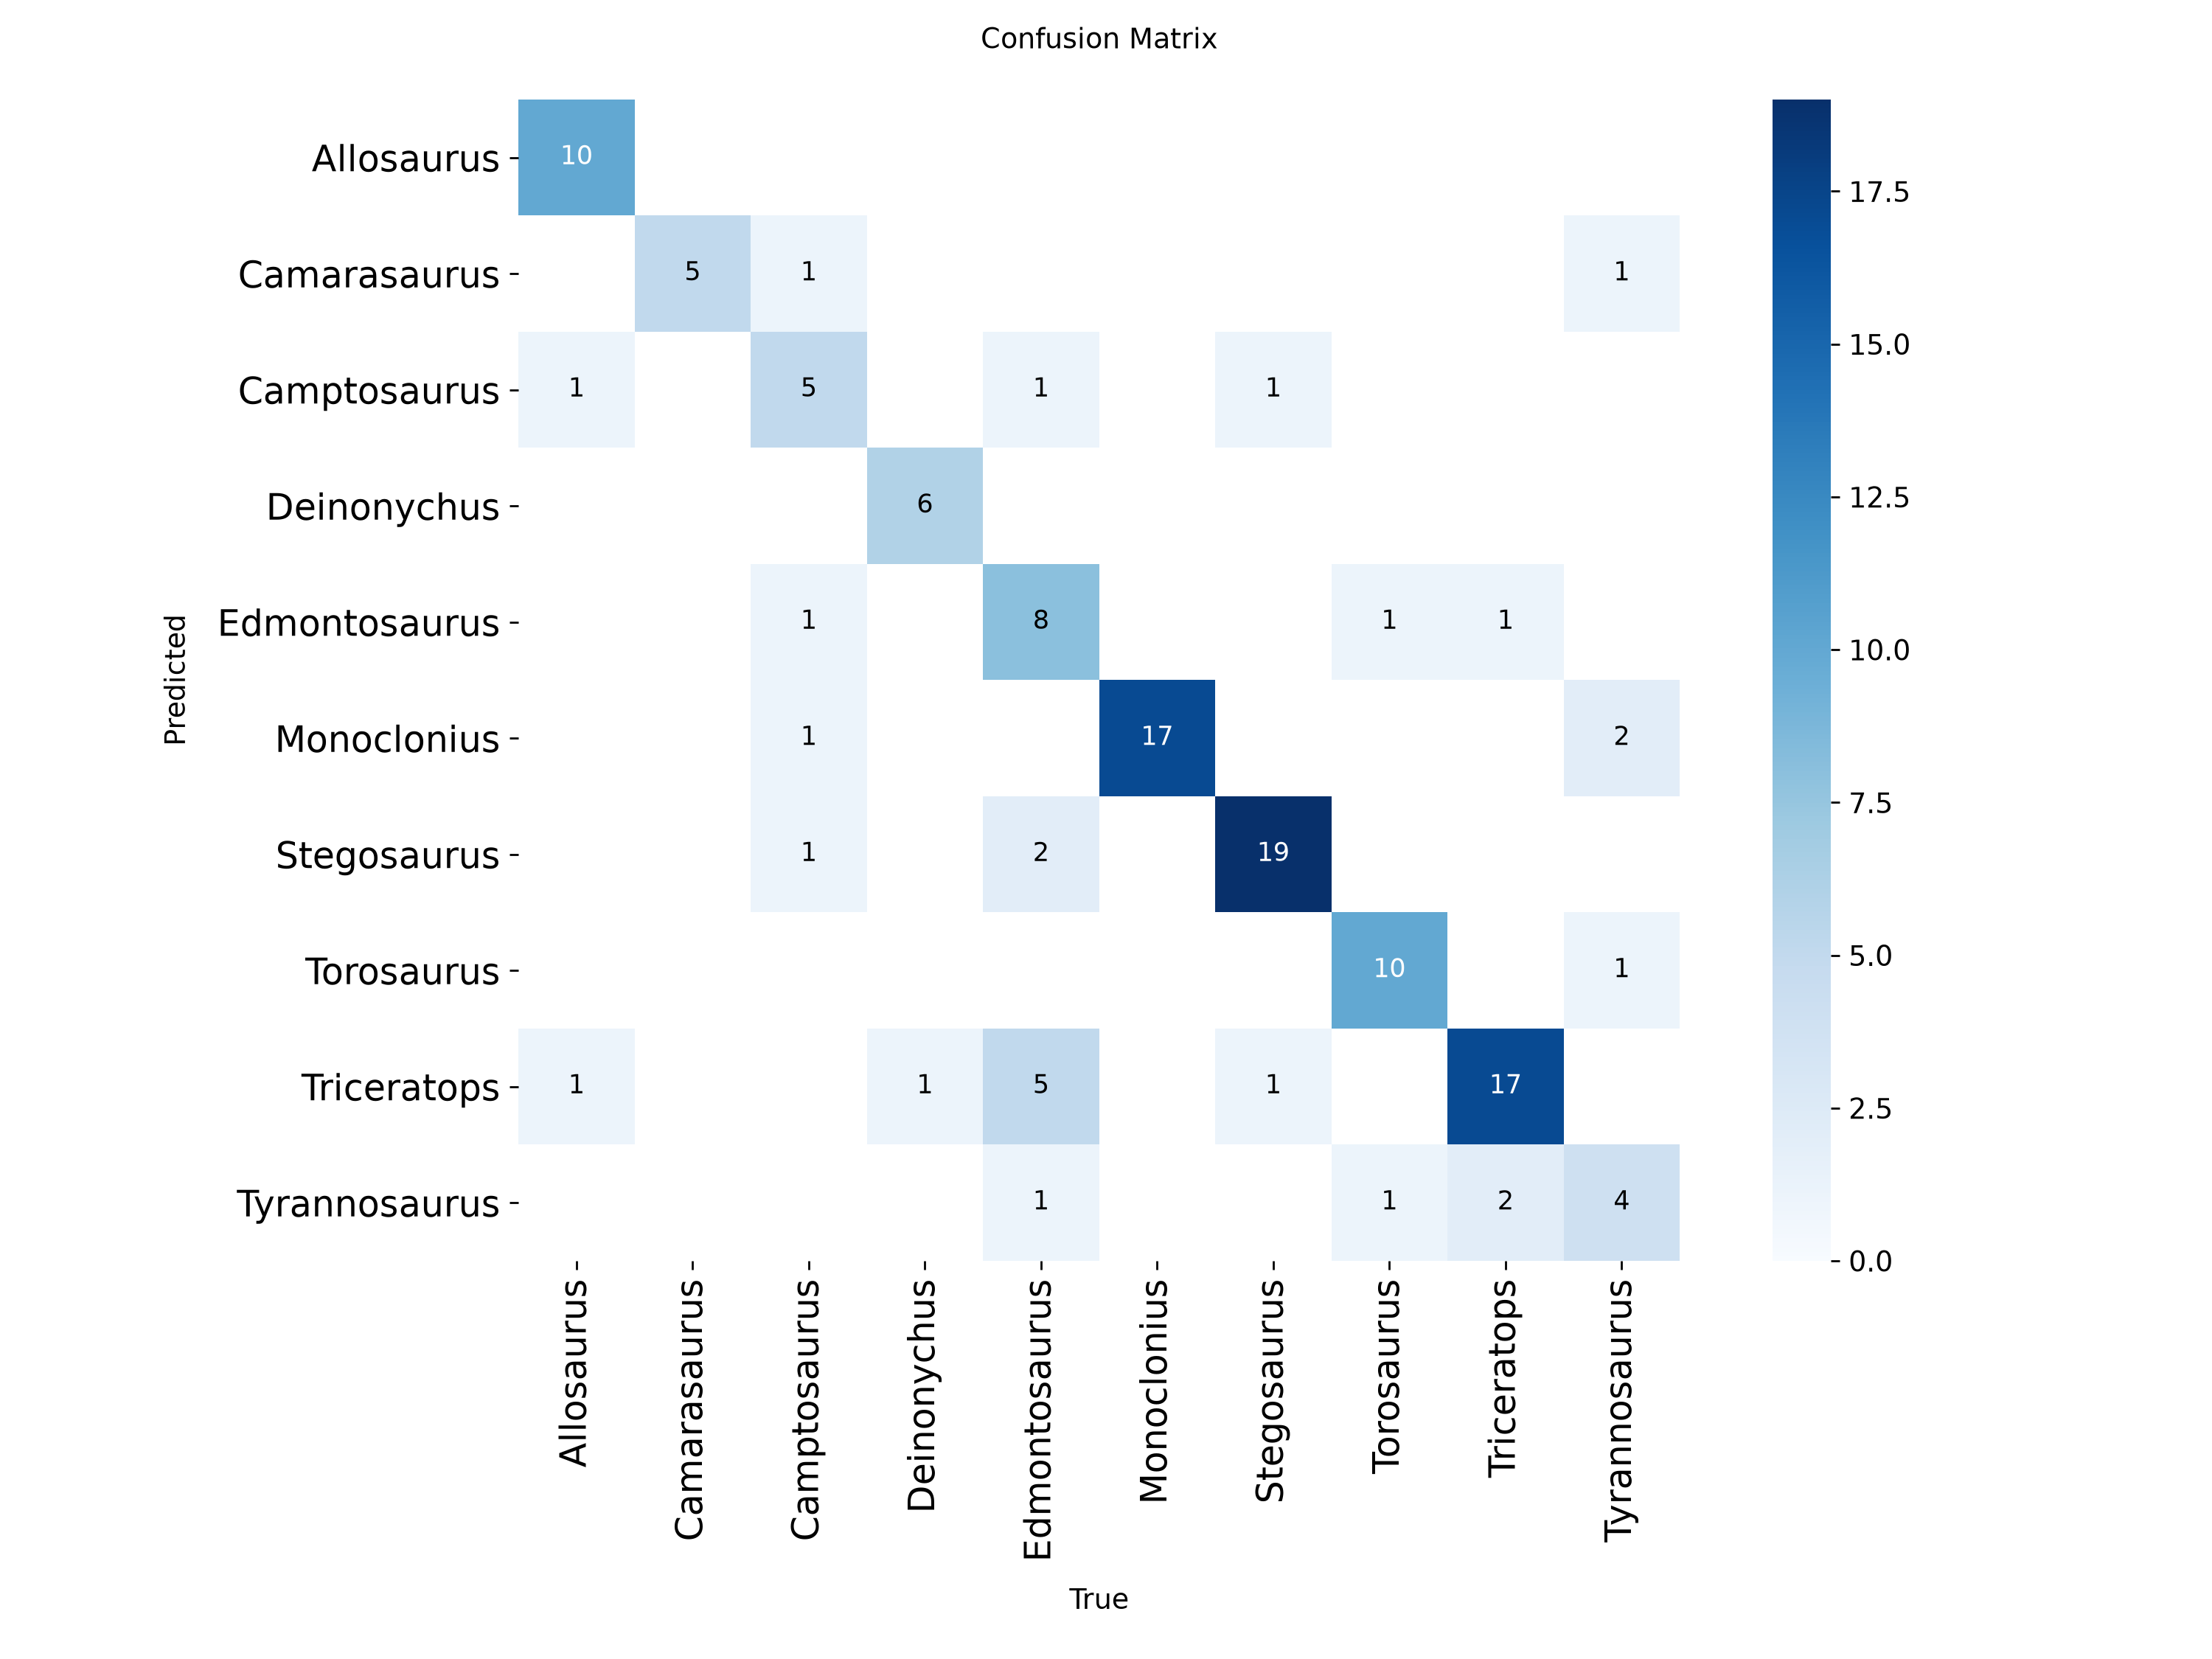 Confusion Matrix
Allosaurus
10
Camarasaurus
5 1 1
Camptosaurus
1 5 1 1
Deinonychus
6
Edmontosaurus
1 8 1 1
Monoclonius
1 17 2
Stegosaurus
1 2 19
Torosaurus
10 1
Triceratops
1 1 5 1 17
Tyrannosaurus
1 1 2 4
Predicted
Allosaurus
Camarasaurus
Camptosaurus
Deinonychus
Edmontosaurus
Monoclonius
Stegosaurus
Torosaurus
Triceratops
Tyrannosaurus
True
17.5
15.0
12.5
10.0
7.5
5.0
2.5
0.0